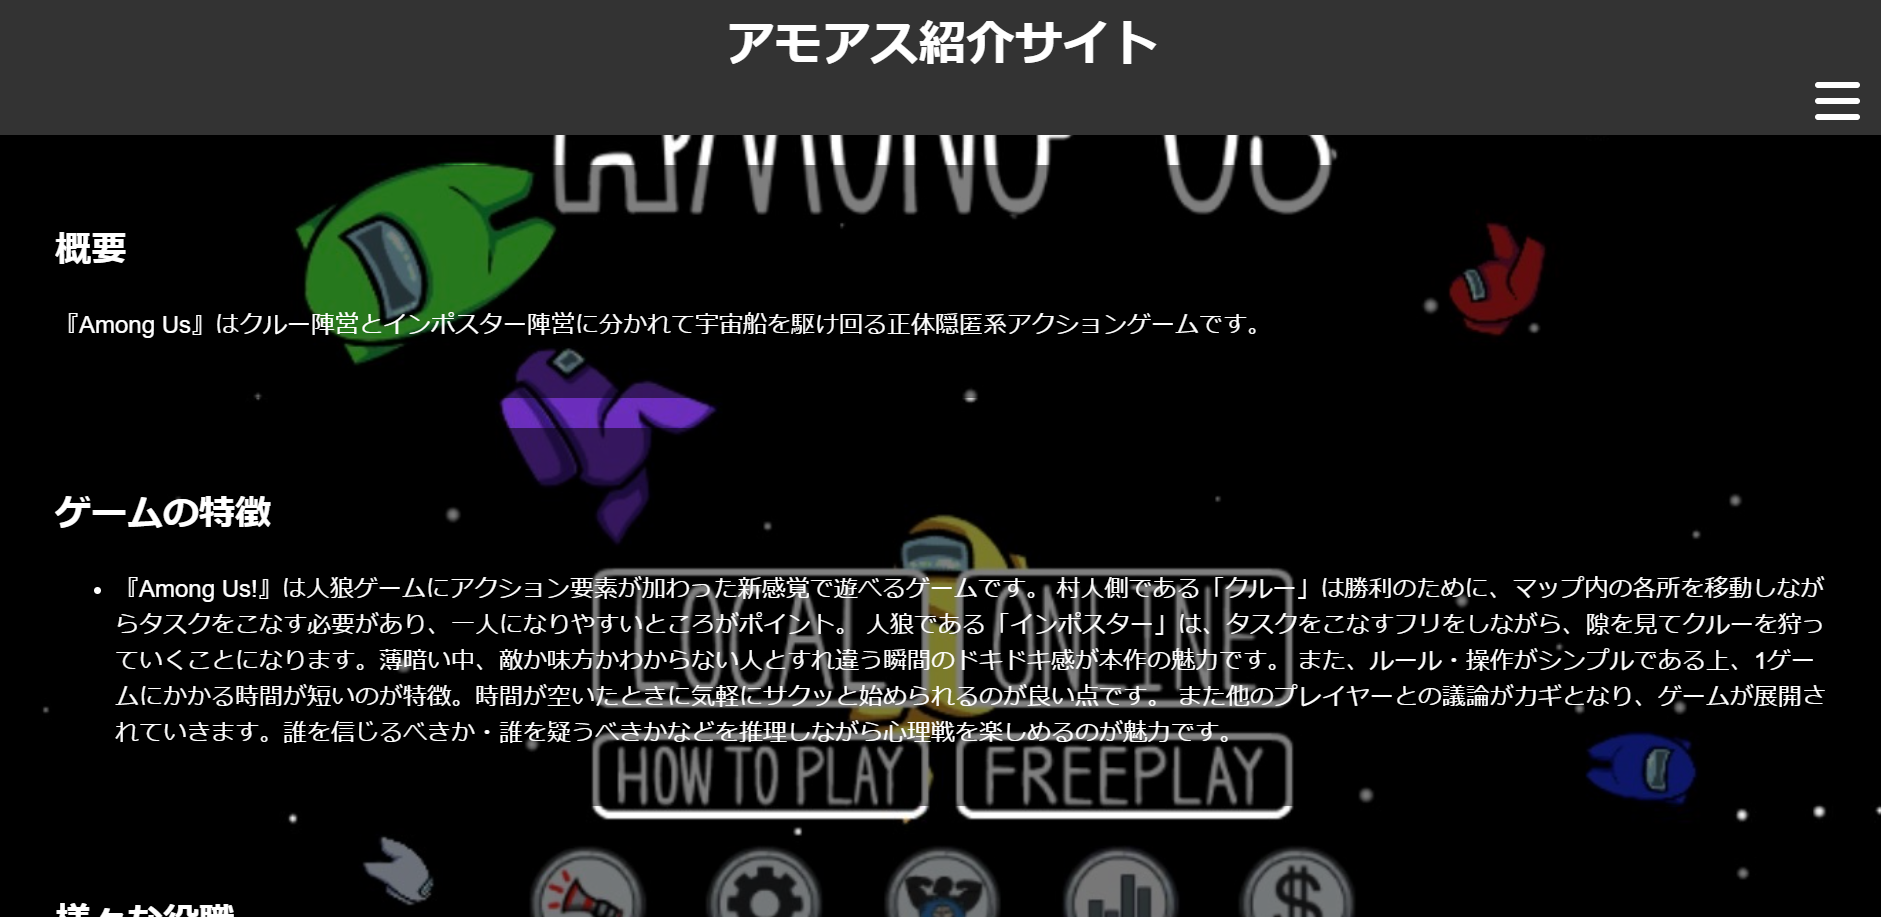 アモアス紹介サイト
AMONG US
概要
『Among Us』はクルー陣営とインポスター陣営に分かれて宇宙船を駆け回る正体隠匿系アクションゲームです。
ゲームの特徴
• 『Among Us!』は人狼ゲームにアクション要素が加わった新感覚で遊べるゲームです。 村人側である「クルー」は勝利のために、マップ内の各所を移動しなが
らタスクをこなす必要があり、一人になりやすいところがポイント。 人狼である「インポスター」は、タスクをこなすフリをしながら、隙を見てクルーを狩っ
ていくことになります。薄暗い中、敵か味方かわからない人とすれ違う瞬間のドキドキ感が本作の魅力です。 また、ルール・操作がシンプルである上、1ゲー
ムにかかる時間が短いのが特徴。時間が空いたときに気軽にサクッと始められるのが良い点です。 また他のプレイヤーとの議論がカギとなり、ゲームが展開さ
れていきます。誰を信じるべきか・誰を疑うべきかなどを推理しながら心理戦を楽しめるのが魅力です。
LOCAL ONLINE
HOW TO PLAY FREEPLAY
$
様々な役職